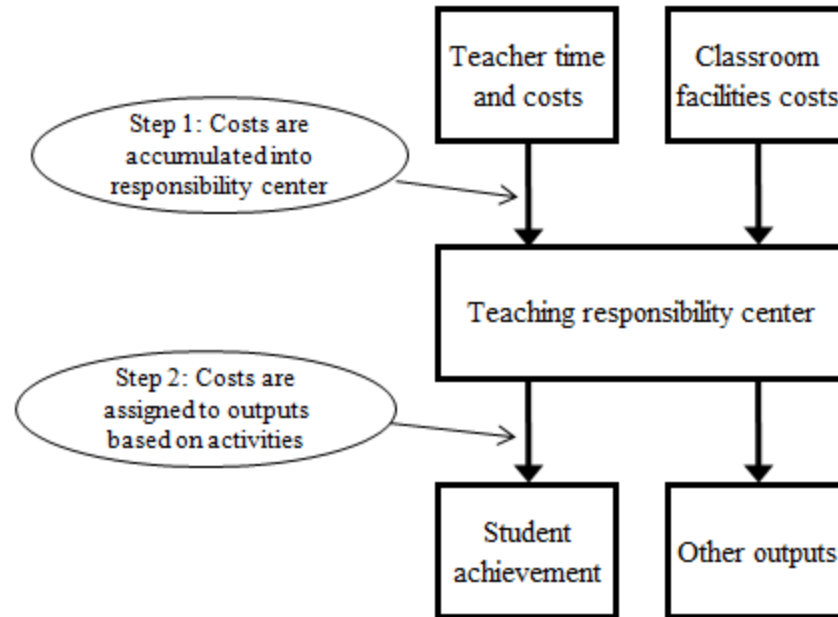 Teacher time
and costs
Classroom
facilities costs
Step 1: Costs are
accumulated into
responsibility center
Teaching responsibility center
Step 2: Costs are
assigned to outputs
based on activities
Student
achievement
Other outputs